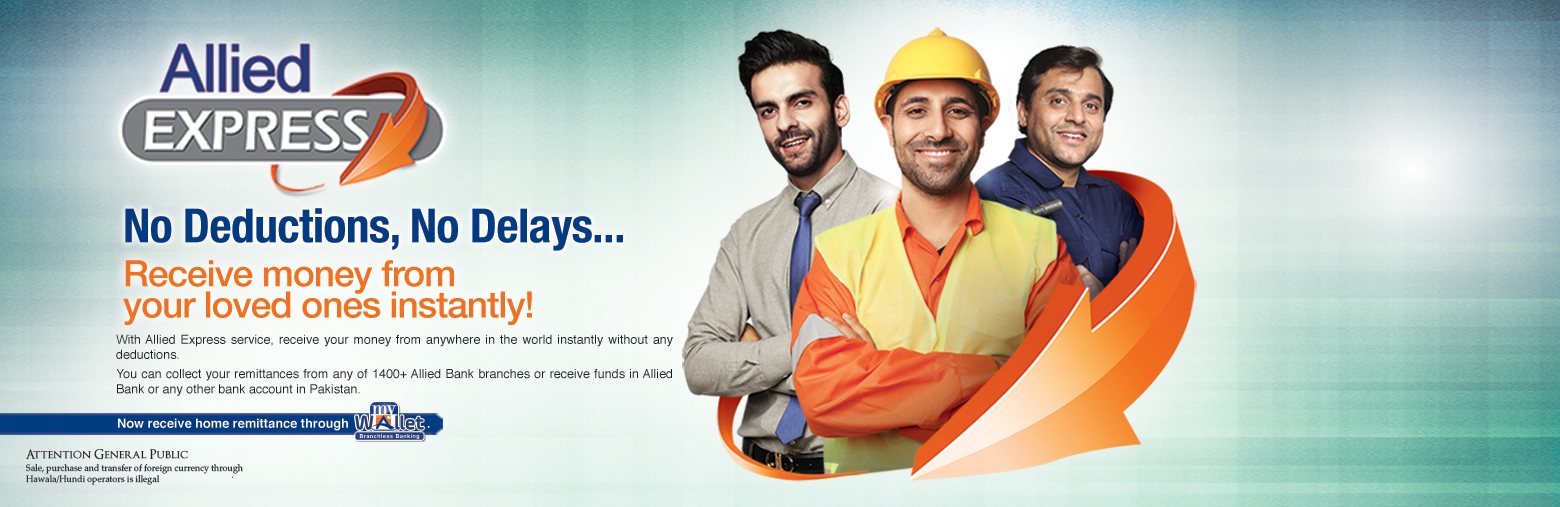 Allied
EXPRESS
No Deductions, No Delays...
Receive money from
your loved ones instantly!
With Allied Express service, receive your money from anywhere in the world instantly without any
deductions.
You can collect your remittances from any of 1400+ Allied Bank branches or receive funds in Allied
Bank or any other bank account in Pakistan.
Now receive home remittance through my Wallet.
Branchless Banking
ATTENTION GENERAL PUBLIC
Sale, purchase and transfer of foreign currency through
Hawala/Hundi operators is illegal